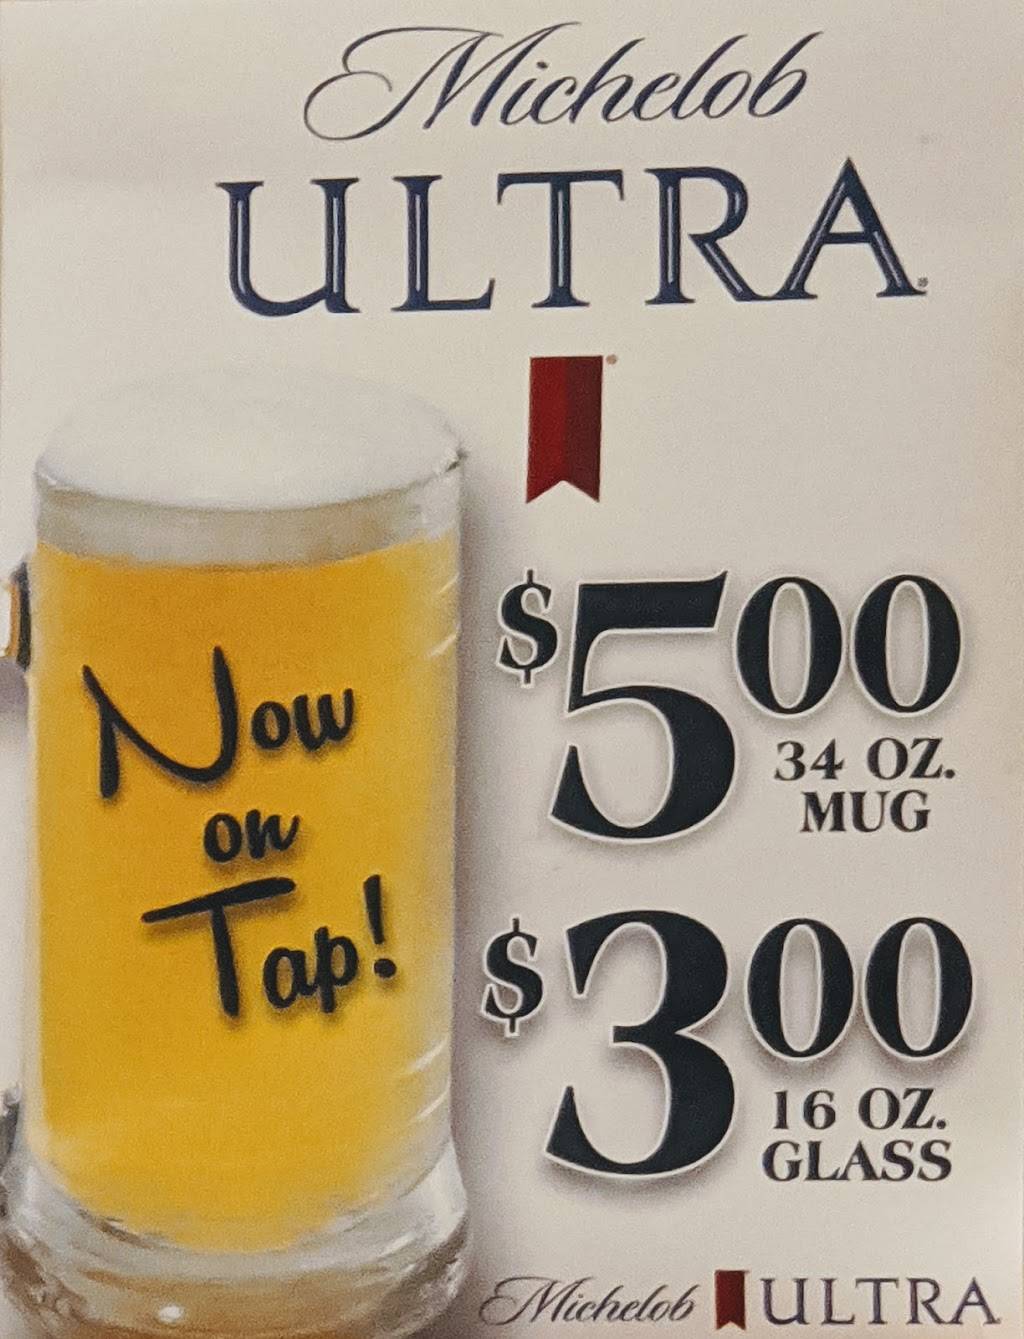 Michelob
ULTRA
Now
on
Tap!
$5.00
34 OZ.
MUG
$3.00
16 OZ.
GLASS
Michelob ULTRA